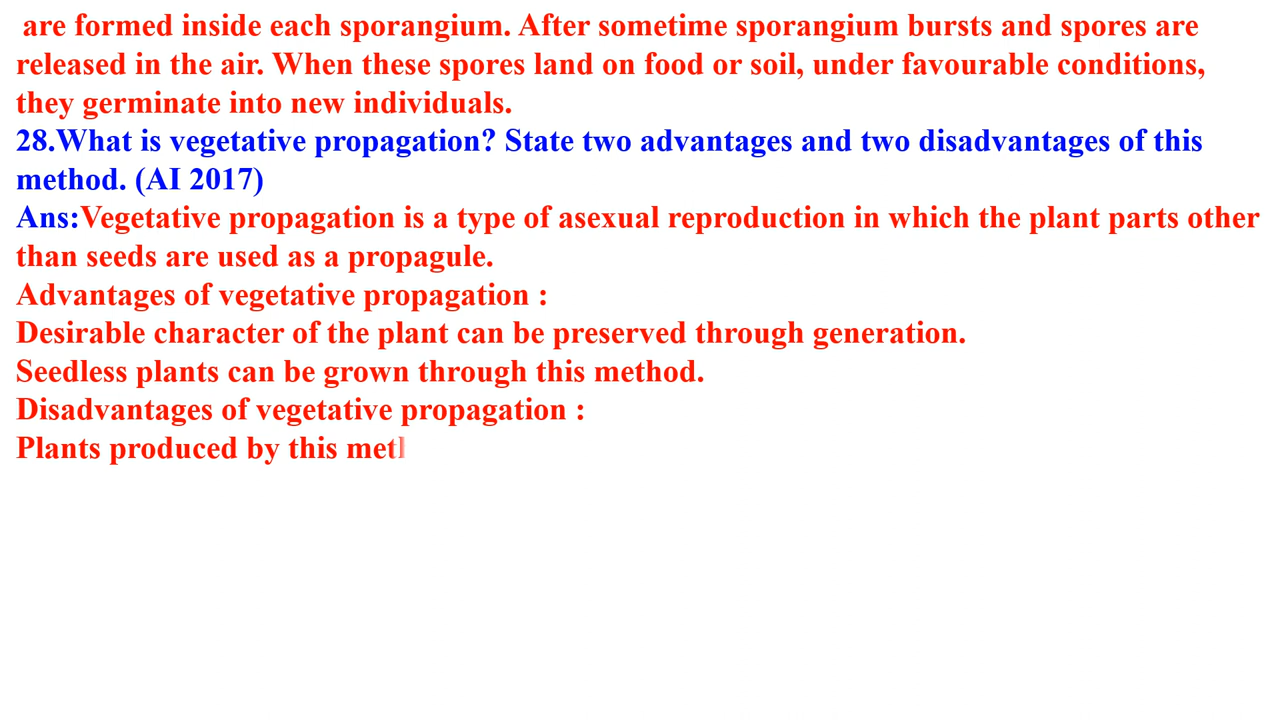 are formed inside each sporangium. After sometime sporangium bursts and spores are
released in the air. When these spores land on food or soil, under favourable conditions,
they germinate into new individuals.
28.What is vegetative propagation? State two advantages and two disadvantages of this
method. (AI 2017)
Ans:Vegetative propagation is a type of asexual reproduction in which the plant parts other
than seeds are used as a propagule.
Advantages of vegetative propagation :
Desirable character of the plant can be preserved through generation.
Seedless plants can be grown through this method.
Disadvantages of vegetative propagation :
Plants produced by this